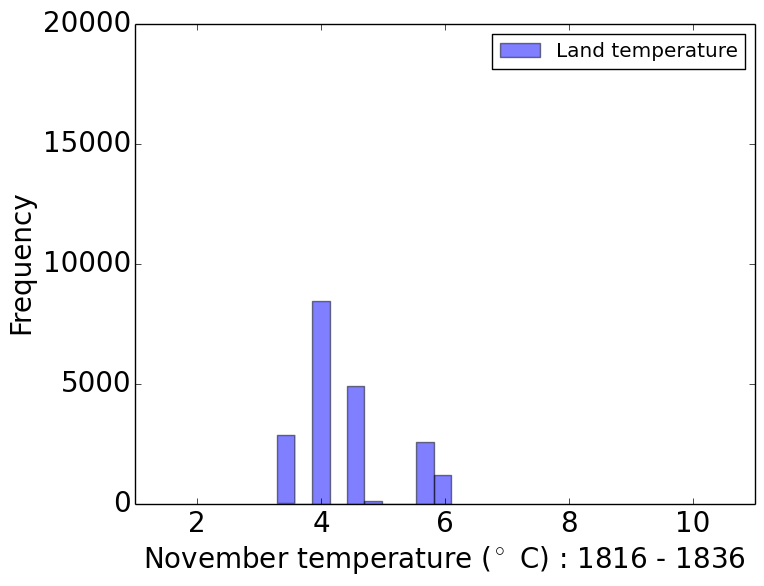 20000
15000
10000
5000
0
Frequency
Land temperature
2 4 6 8 10
November temperature (° C) : 1816 - 1836